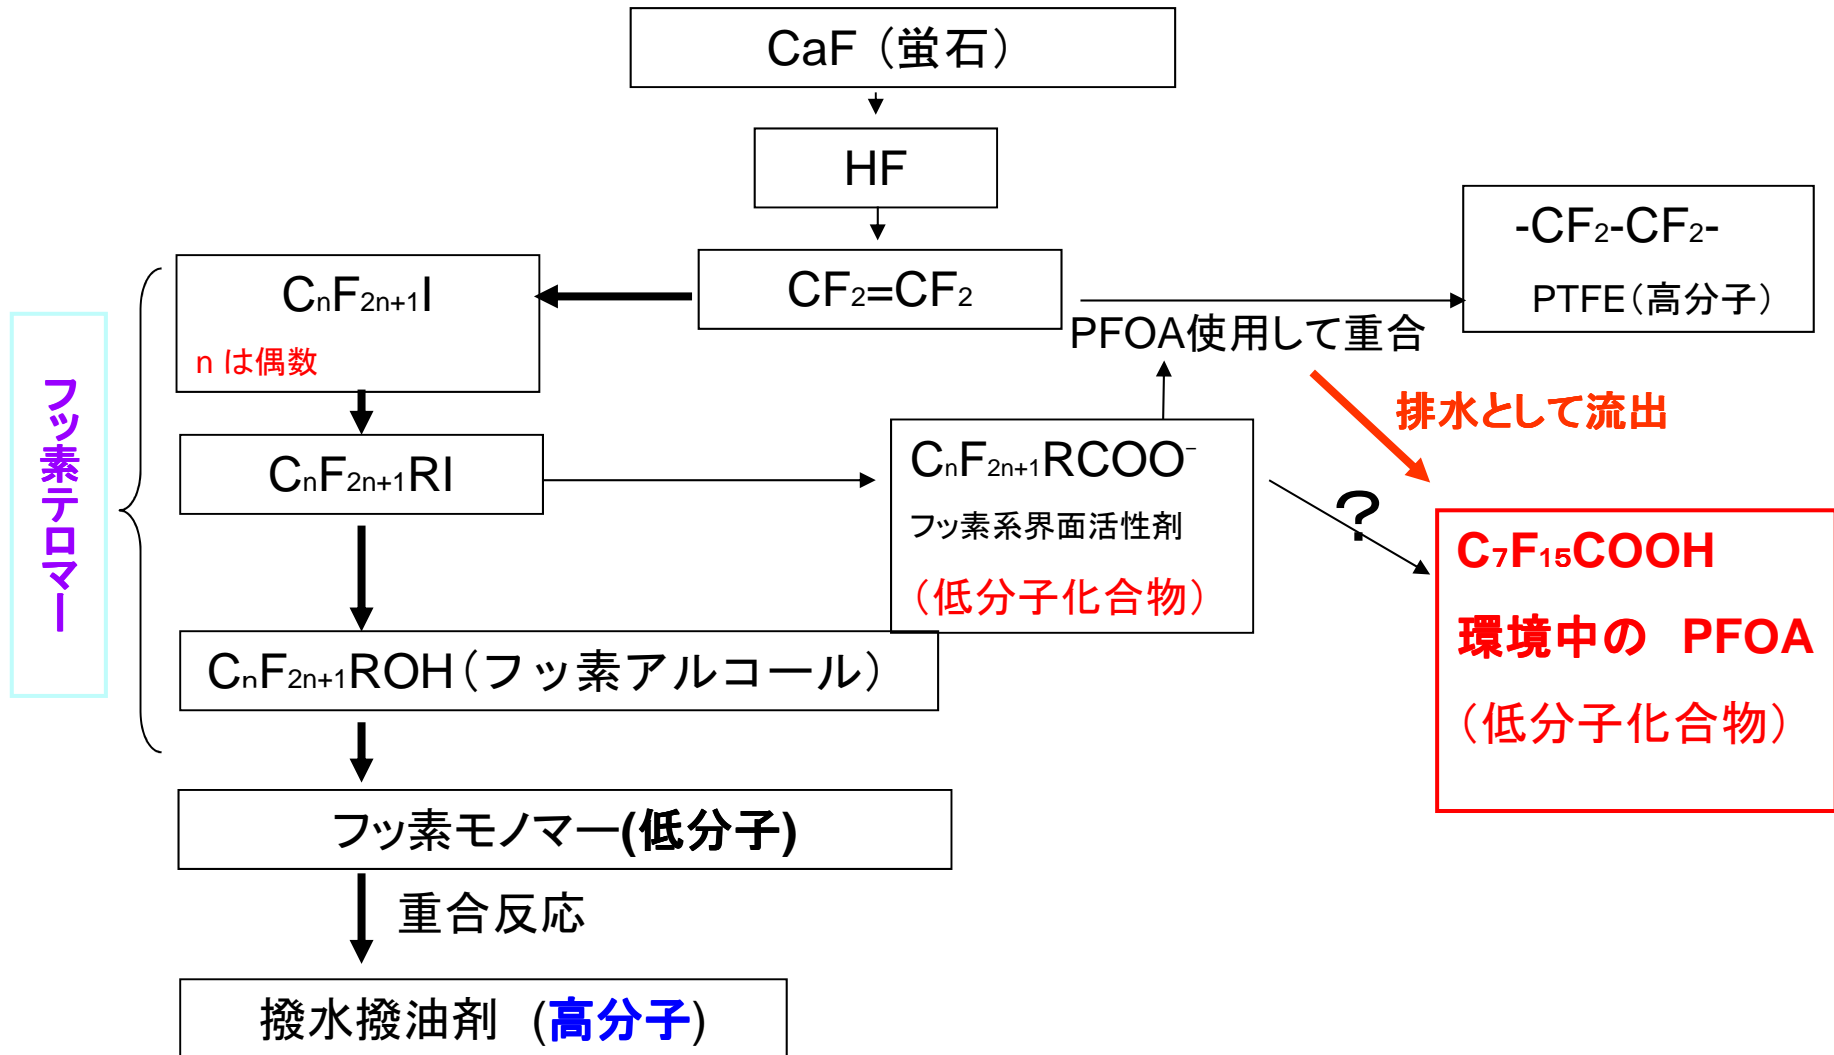 CaF（蛍石）
HF
CF2=CF2
-CF2-CF2-
PTFE（高分子）
PFOA使用して重合
排水として流出
CnF2n+1I
n は偶数
フッ素テロマー
CnF2n+1RI
CnF2n+1RCOO−
フッ素系界面活性剤
（低分子化合物）
？
C7F15COOH
環境中の PFOA
（低分子化合物）
CnF2n+1ROH（フッ素アルコール）
フッ素モノマー(低分子)
重合反応
撥水撥油剤 (高分子)